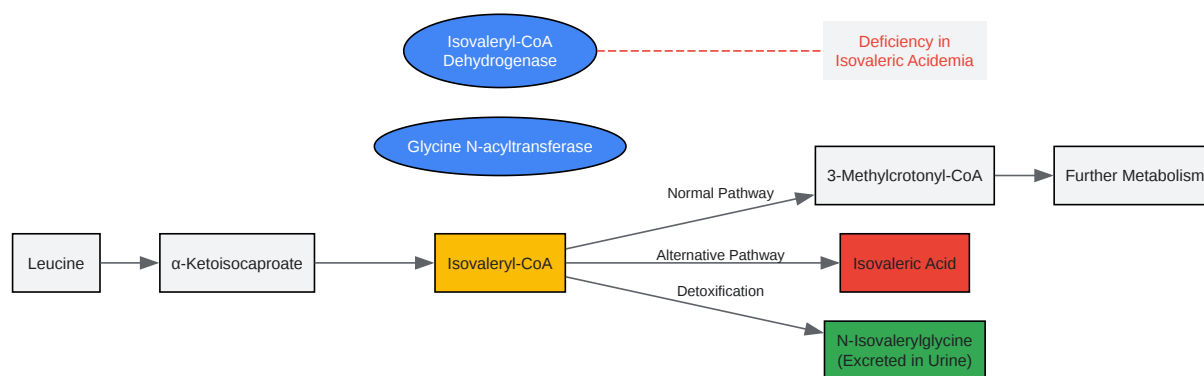 Isovaleryl-CoA
Dehydrogenase
Deficiency in
Isovaleric Acidemia
Glycine N-acyltransferase
Normal Pathway
3-Methylcrotonyl-CoA
Further Metabolism
Leucine
α-Ketoisocaproate
Isovaleryl-CoA
Alternative Pathway
Isovaleric Acid
Detoxification
N-Isovalerylglycine
(Excreted in Urine)